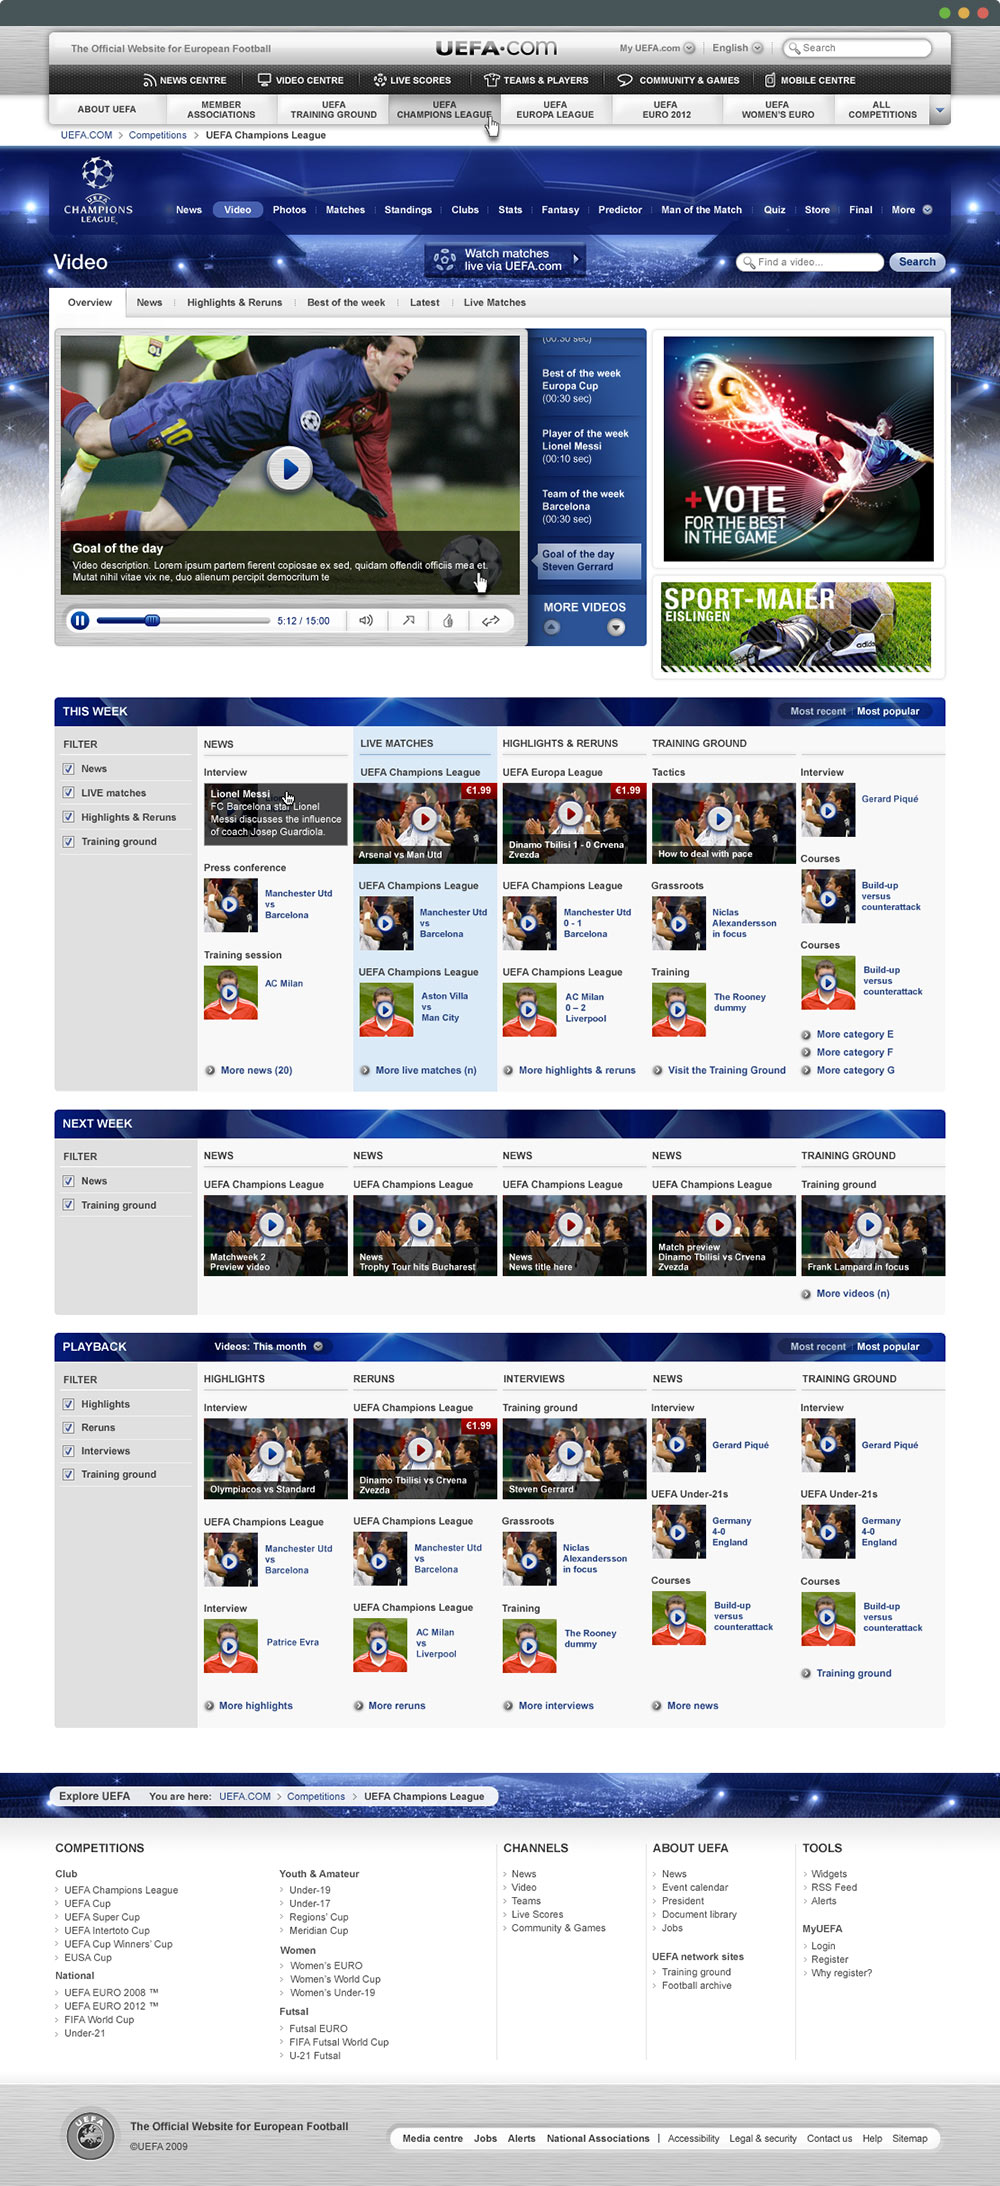 The Official Website for European Football
UEFA.com
My UEFA.com
English
Search
NEWS CENTRE
VIDEO CENTRE
LIVE SCORES
TEAMS & PLAYERS
COMMUNITY & GAMES
MOBILE CENTRE
ABOUT UEFA
MEMBER
ASSOCIATIONS
UEFA
TRAINING GROUND
UEFA
CHAMPIONS LEAGUE
UEFA
EUROPA LEAGUE
UEFA
EURO 2012
UEFA
WOMEN'S EURO
ALL
COMPETITIONS
UEFA.COM > Competitions > UEFA Champions League
UEFA
CHAMPIONS
LEAGUE
News
Video
Photos
Matches
Standings
Clubs
Stats
Fantasy
Predictor
Man of the Match
Quiz
Store
Final
More
Video
Watch matches
live via UEFA.com
Find a video...
Search
Overview
News
Highlights & Reruns
Best of the week
Latest
Live Matches
10
Goal of the day
Video description. Lorem ipsum partem fierent copiosae ex sed, quidam offendit officiis mea et.
Mutat nihil vitae vix ne, duo alienum percipit democritum te
5:12 / 15:00
(00:30 sec)
Best of the week
Europa Cup
(00:30 sec)
Player of the week
Lionel Messi
(00:10 sec)
Team of the week
Barcelona
(00:30 sec)
Goal of the day
Steven Gerrard
MORE VIDEOS
+VOTE
FOR THE BEST
IN THE GAME
SPORT-MAIER
EISLINGEN
adidas
THIS WEEK
Most recent
Most popular
FILTER
News
LIVE matches
Highlights & Reruns
Training ground
NEWS
Interview
Lionel Messi
FC Barcelona star Lionel
Messi discusses the influence
of coach Josep Guardiola.
Press conference
Manchester Utd
vs
Barcelona
Training session
AC Milan
More news (20)
LIVE MATCHES
UEFA Champions League
€1.99
Arsenal vs Man Utd
UEFA Champions League
Manchester Utd
vs
Barcelona
UEFA Champions League
Aston Villa
vs
Man City
More live matches (n)
HIGHLIGHTS & RERUNS
UEFA Europa League
€1.99
Dinamo Tbilisi 1 - 0 Crvena
Zvezda
UEFA Champions League
Manchester Utd
0 - 1
Barcelona
UEFA Champions League
AC Milan
0 – 2
Liverpool
More highlights & reruns
TRAINING GROUND
Tactics
How to deal with pace
Grassroots
Niclas
Alexandersson
in focus
Training
The Rooney
dummy
Visit the Training Ground
Interview
Gerard Piqué
Courses
Build-up
versus
counterattack
Courses
Build-up
versus
counterattack
More category E
More category F
More category G
NEXT WEEK
FILTER
News
Training ground
NEWS
UEFA Champions League
Matchweek 2
Preview video
NEWS
UEFA Champions League
News
Trophy Tour hits Bucharest
NEWS
UEFA Champions League
News
News title here
NEWS
UEFA Champions League
Match preview
Dinamo Tbilisi vs Crvena
Zvezda
TRAINING GROUND
Training ground
Frank Lampard in focus
More videos (n)
PLAYBACK
Videos: This month
Most recent
Most popular
FILTER
Highlights
Reruns
Interviews
Training ground
HIGHLIGHTS
Interview
Olympiacos vs Standard
UEFA Champions League
Manchester Utd
vs
Barcelona
Interview
Patrice Evra
More highlights
RERUNS
UEFA Champions League
€1.99
Dinamo Tbilisi vs Crvena
Zvezda
UEFA Champions League
Manchester Utd
vs
Barcelona
UEFA Champions League
AC Milan
vs
Liverpool
More reruns
INTERVIEWS
Training ground
Steven Gerrard
Grassroots
Niclas
Alexandersson
in focus
Training
The Rooney
dummy
More interviews
NEWS
Interview
Gerard Piqué
UEFA Under-21s
Germany
4-0
England
Courses
Build-up
versus
counterattack
More news
TRAINING GROUND
Interview
Gerard Piqué
UEFA Under-21s
Germany
4-0
England
Courses
Build-up
versus
counterattack
Training ground
Explore UEFA
You are here: UEFA.COM > Competitions > UEFA Champions League
COMPETITIONS
Club
UEFA Champions League
UEFA Cup
UEFA Super Cup
UEFA Intertoto Cup
UEFA Cup Winners' Cup
EUSA Cup
National
UEFA EURO 2008 ™
UEFA EURO 2012 ™
FIFA World Cup
Under-21
Youth & Amateur
Under-19
Under-17
Regions' Cup
Meridian Cup
Women
Women's EURO
Women's World Cup
Women's Under-19
Futsal
Futsal EURO
FIFA Futsal World Cup
U-21 Futsal
CHANNELS
News
Video
Teams
Live Scores
Community & Games
ABOUT UEFA
News
Event calendar
President
Document library
Jobs
UEFA network sites
Training ground
Football archive
TOOLS
Widgets
RSS Feed
Alerts
MyUEFA
Login
Register
Why register?
UEFA
The Official Website for European Football
©UEFA 2009
Media centre
Jobs
Alerts
National Associations
Accessibility
Legal & security
Contact us
Help
Sitemap